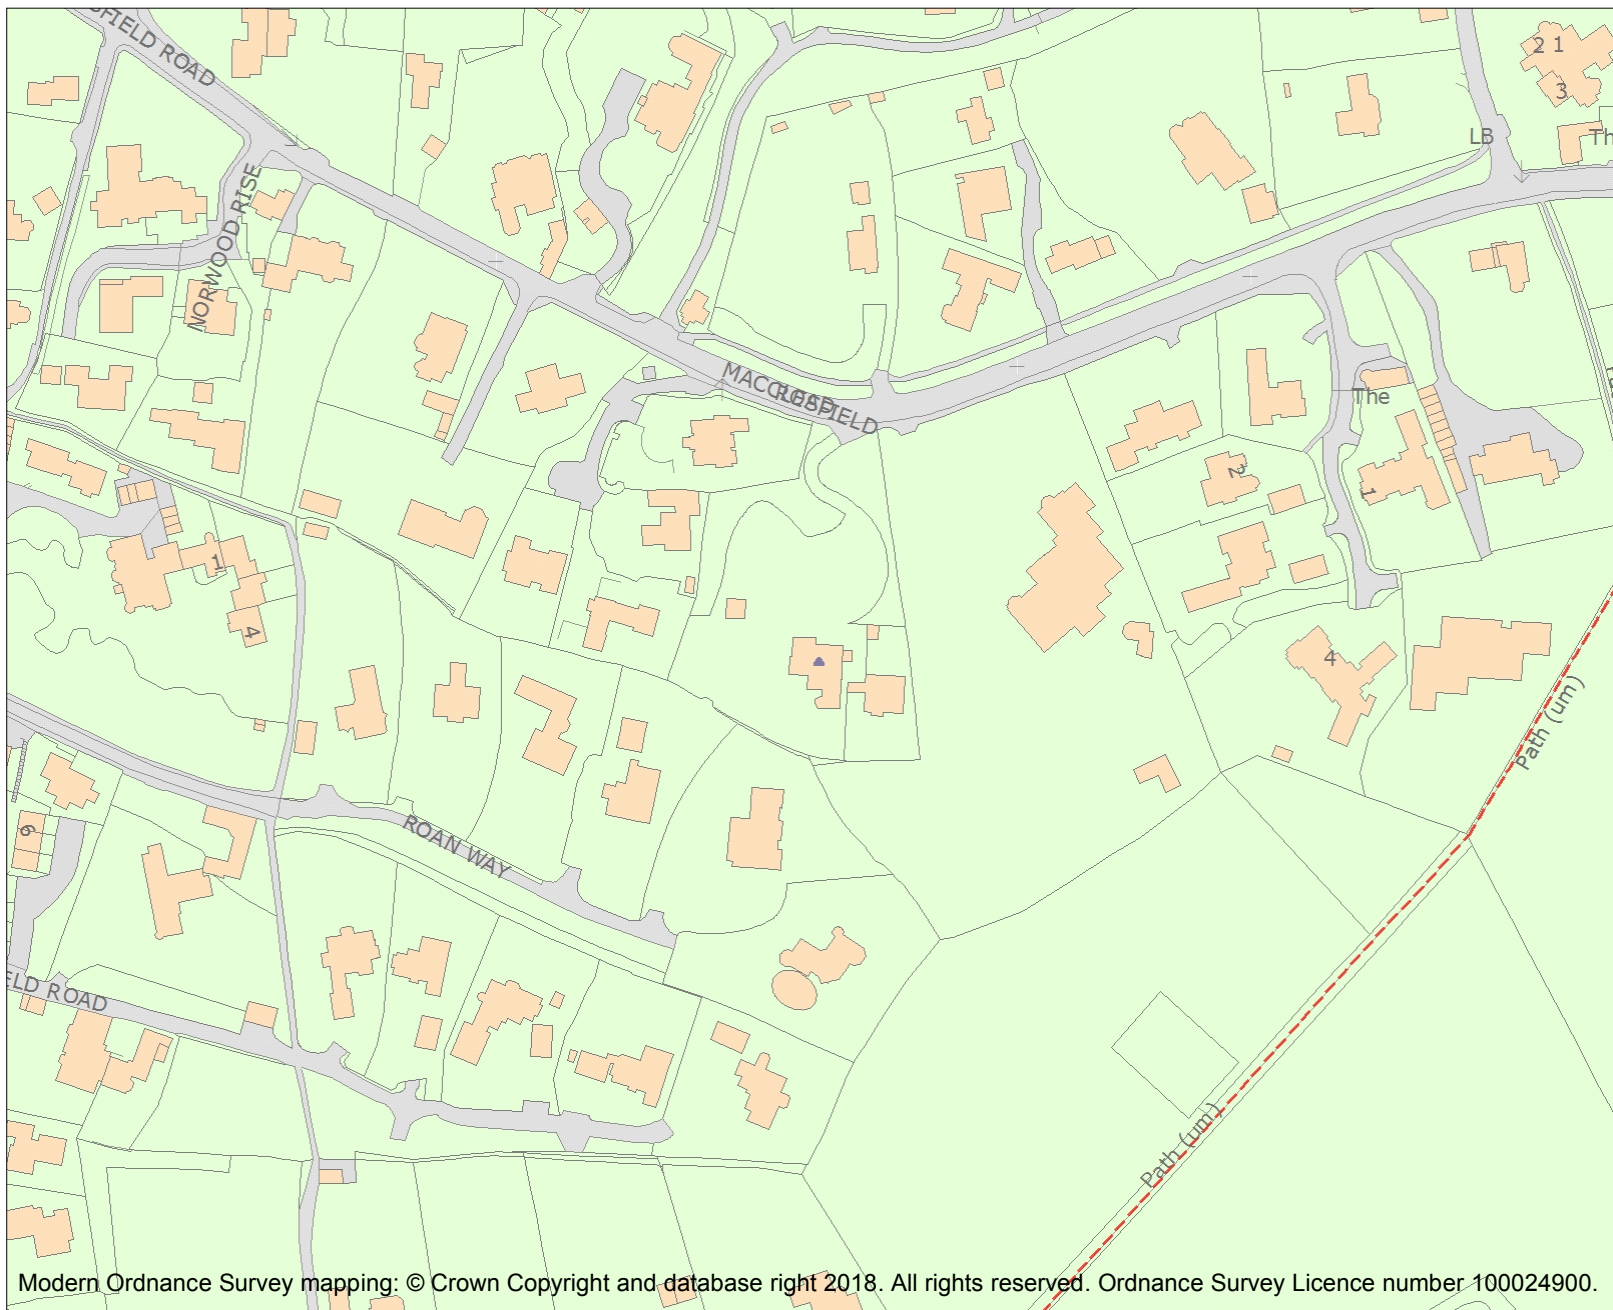 SFIELD ROAD
2 1
3
LB
Th
NORWOOD RISE
MACCLESFIELD
ROAD
The
2
1
1
4
4
Path (um)
6
ROAN WAY
ELD ROAD
Path (um)
Modern Ordnance Survey mapping: © Crown Copyright and database right 2018. All rights reserved. Ordnance Survey Licence number 100024900.